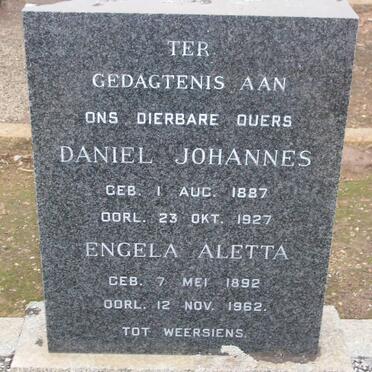 TER
GEDAGTENIS AAN
ONS DIERBARE OUERS
DANIEL JOHANNES
GEB. 1 AUG. 1887
OORL. 23 OKT. 1927
ENGELA ALETTA
GEB. 7 MEI 1892
OORL. 12 NOV. 1962.
TOT WEERSIENS.